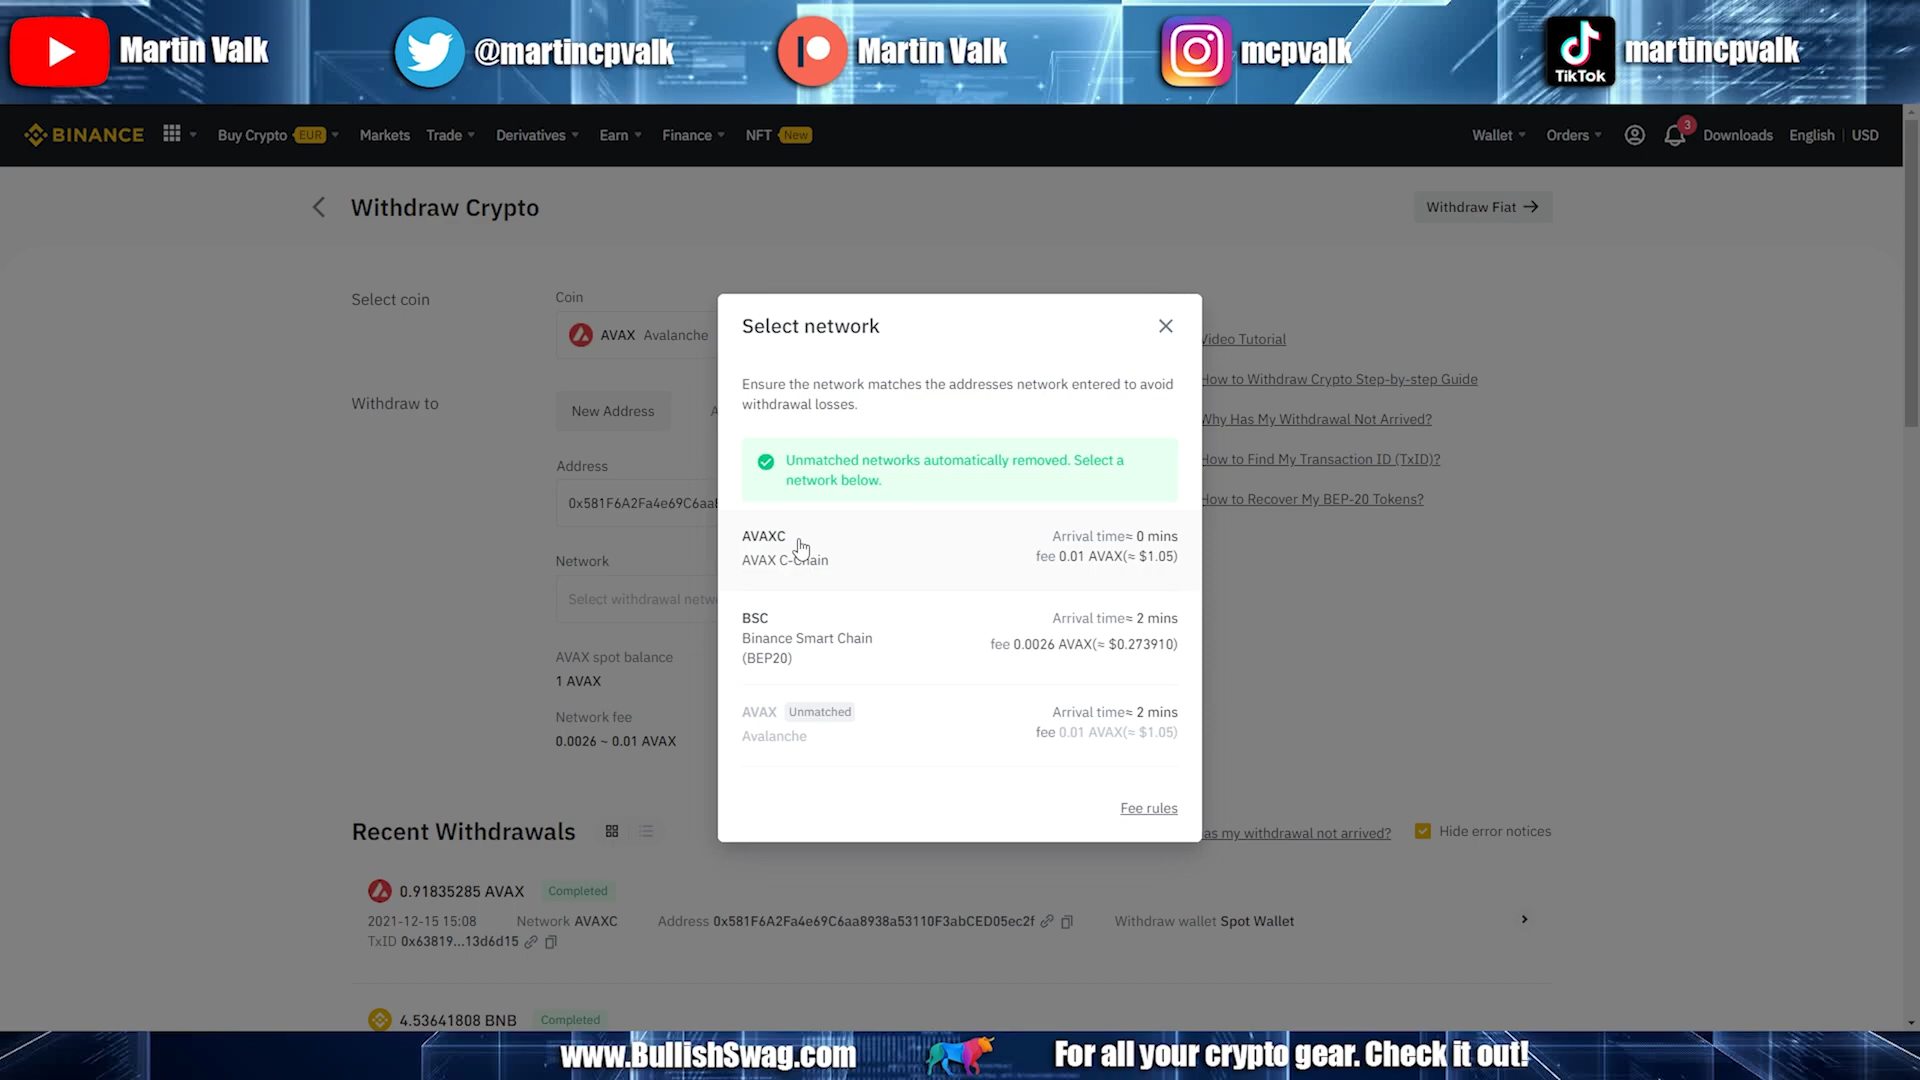 Martin Valk
@martincpvalk
Martin Valk
mcpvalk
TikTok
martincpvalk
BINANCE
Buy Crypto EUR
Markets
Trade
Derivatives
Earn
Finance
NFT New
Wallet
Orders
3
Downloads
English
USD
Withdraw Crypto
Withdraw Fiat
Select coin
Coin
AVAX Avalanche
Withdraw to
New Address
A
Address
0x581F6A2Fa4e69C6aa8
Network
Select withdrawal netw
AVAX spot balance
1 AVAX
Network fee
0.0026 ~ 0.01 AVAX
Select network
Ensure the network matches the addresses network entered to avoid
withdrawal losses.
Unmatched networks automatically removed. Select a
network below.
AVAXC
AVAX C-Chain
Arrival time≈ 0 mins
fee 0.01 AVAX(≈ $1.05)
BSC
Binance Smart Chain
(BEP20)
Arrival time≈ 2 mins
fee 0.0026 AVAX(≈ $0.273910)
AVAX Unmatched
Avalanche
Arrival time≈ 2 mins
fee 0.01 AVAX(≈ $1.05)
Fee rules
Video Tutorial
How to Withdraw Crypto Step-by-step Guide
Why Has My Withdrawal Not Arrived?
How to Find My Transaction ID (TxID)?
How to Recover My BEP-20 Tokens?
Recent Withdrawals
as my withdrawal not arrived?
Hide error notices
0.91835285 AVAX Completed
2021-12-15 15:08 Network AVAXC Address 0x581F6A2Fa4e69C6aa8938a53110F3abCED05ec2f Withdraw wallet Spot Wallet
TxID 0x63819...13d6d15
4.53641808 BNB Completed
www.BullishSwag.com
For all your crypto gear. Check it out!